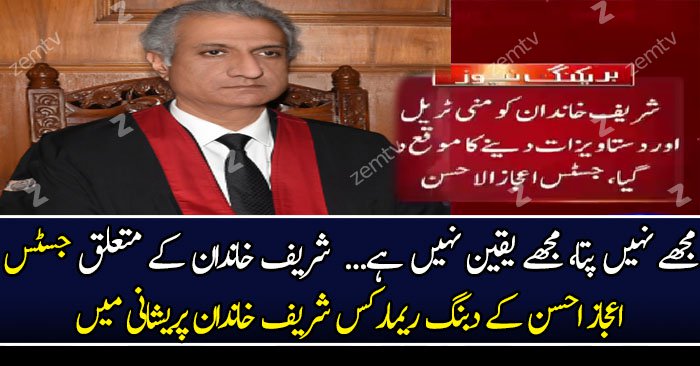 zemtv
بریکنگ نیوز
شریف خاندان کو منی ٹریل
اور دستاویزات دینے کا موقع د
گیا، جسٹس اعجاز الاحسن
مجھے نہیں پتا، مجھے یقین نہیں ہے... شریف خاندان کے متعلق جسٹس
اعجاز احسن کے دبنگ ریمارکس شریف خاندان پریشانی میں